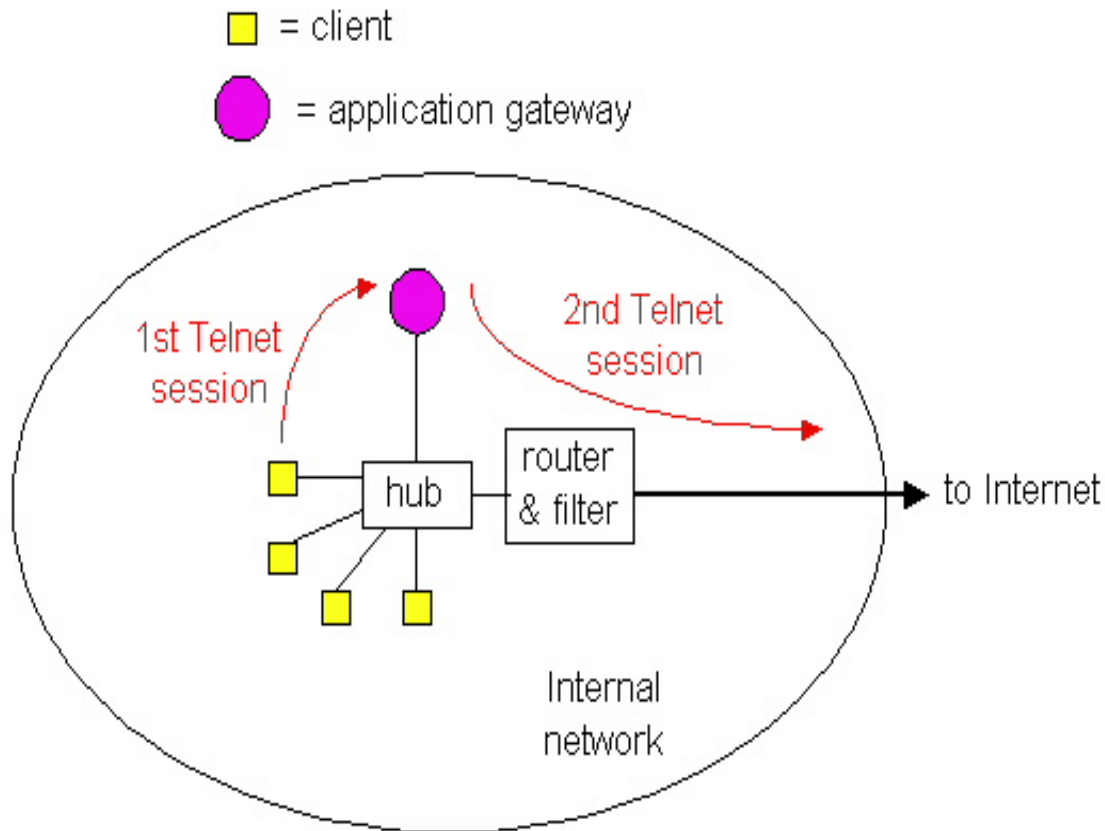 = client
= application gateway
1st Telnet
session
2nd Telnet
session
router
& filter
hub
to Internet
Internal
network